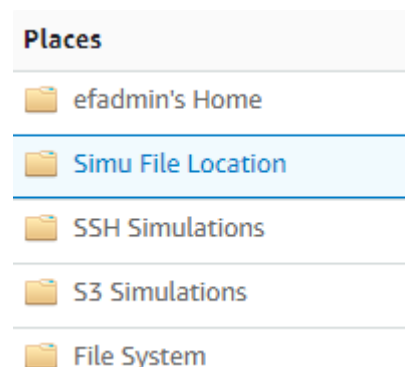 Places
efadmin's Home
Simu File Location
SSH Simulations
S3 Simulations
File System